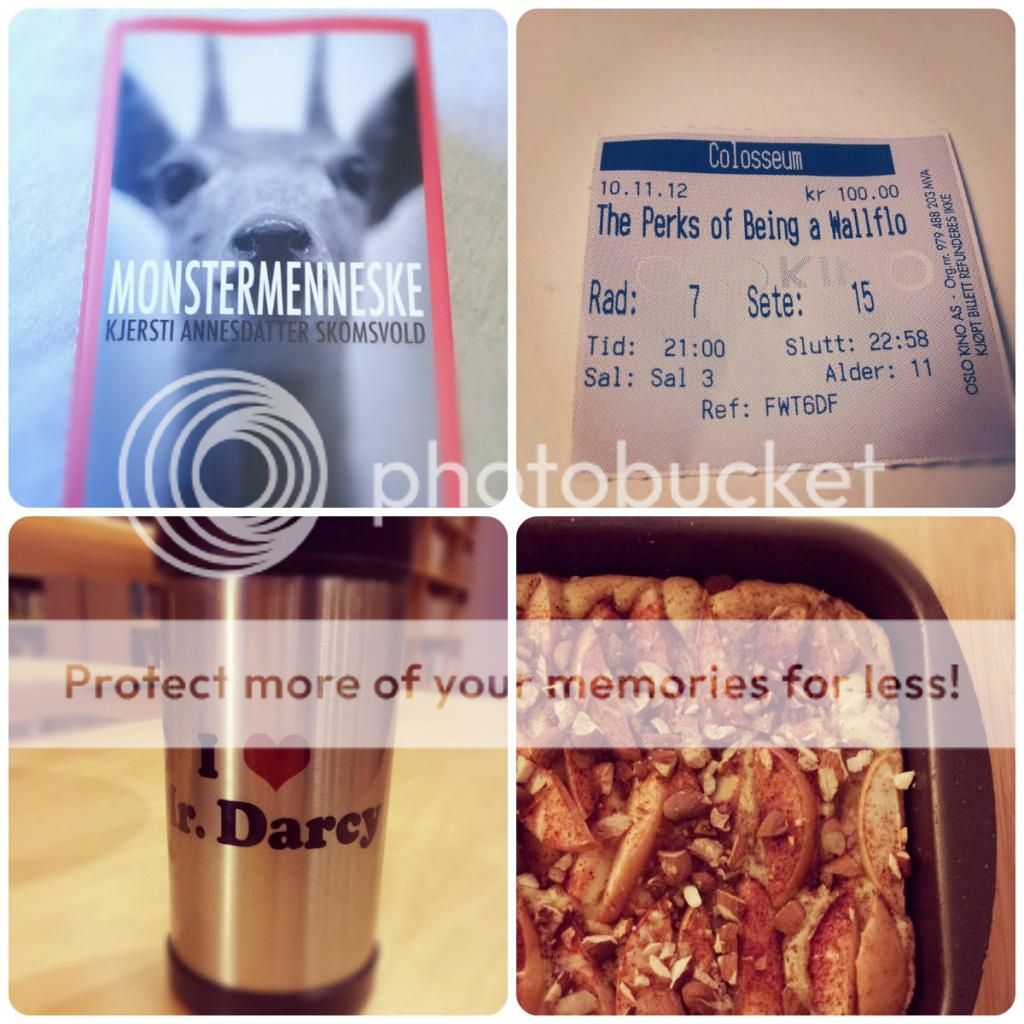 MONSTERMENNESKE
KJERSTI ANNESDATTER SKOMSVOLD
Colosseum
10.11.12 kr 100.00
The Perks of Being a Wallflo
KINO
Rad: 7 Sete: 15
Tid: 21:00 Slutt: 22:58
Sal: Sal 3 Alder: 11
Ref: FWT6DF
OSLO KINO AS - Org.nr. 979 488 203 MVA
KJØPT BILLETT REFUNDERES IKKE
photobucket
Protect more of your memories for less!
I ♥
Mr. Darcy